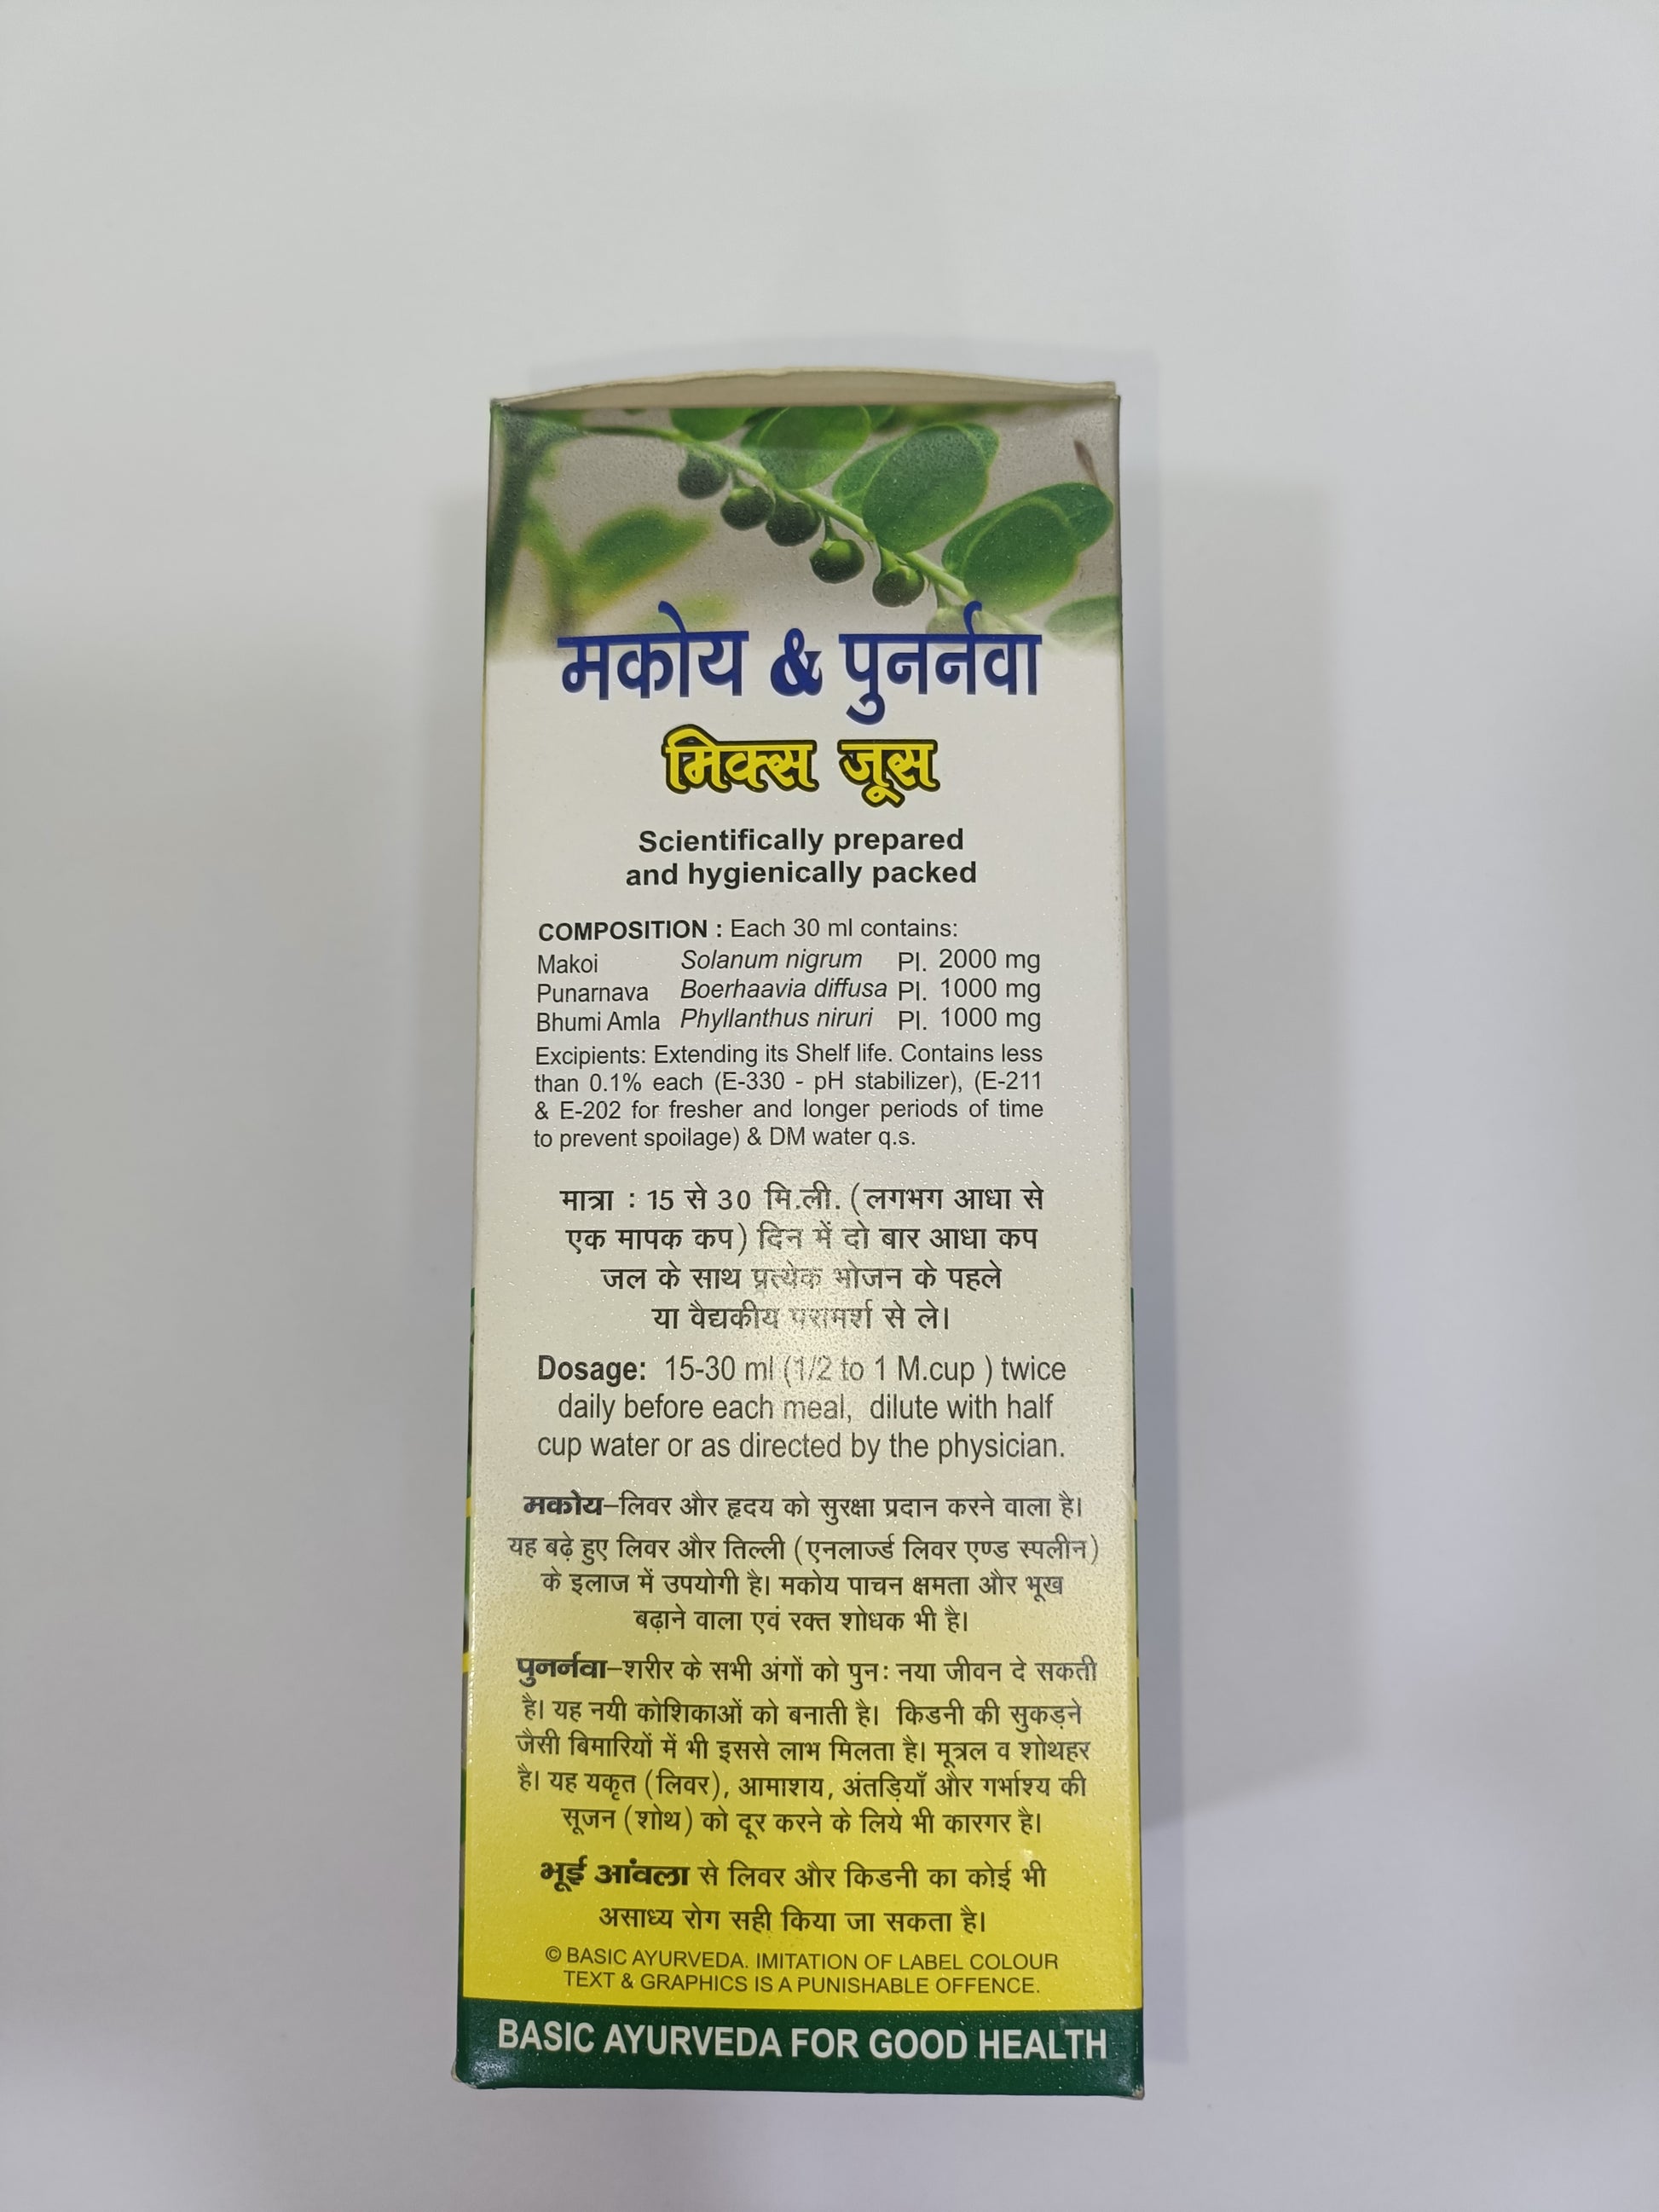 मकोय & पुनर्नवा
मिक्स जूस
Scientifically prepared
and hygienically packed
COMPOSITION : Each 30 ml contains:
Makoi Solanum nigrum Pl. 2000 mg
Punarnava Boerhaavia diffusa Pl. 1000 mg
Bhumi Amla Phyllanthus niruri Pl. 1000 mg
Excipients: Extending its Shelf life. Contains less
than 0.1% each (E-330 - pH stabilizer), (E-211
& E-202 for fresher and longer periods of time
to prevent spoilage) & DM water q.s.
मात्रा : 15 से 30 मि.ली. (लगभग आधा से
एक मापक कप) दिन में दो बार आधा कप
जल के साथ प्रत्येक भोजन के पहले
या वैद्यकीय परामर्श से ले।
Dosage: 15-30 ml (1/2 to 1 M.cup ) twice
daily before each meal, dilute with half
cup water or as directed by the physician.
मकोय–लिवर और हृदय को सुरक्षा प्रदान करने वाला है।
यह बढ़े हुए लिवर और तिल्ली (एनलार्ज्ड लिवर एण्ड स्पलीन)
के इलाज में उपयोगी है। मकोय पाचन क्षमता और भूख
बढ़ाने वाला एवं रक्त शोधक भी है।
पुनर्नवा–शरीर के सभी अंगों को पुनः नया जीवन दे सकती
है। यह नयी कोशिकाओं को बनाती है। किडनी की सुकड़ने
जैसी बिमारियों में भी इससे लाभ मिलता है। मूत्रल व शोथहर
है। यह यकृत (लिवर), आमाशय, अंतड़ियाँ और गर्भाश्य की
सूजन (शोथ) को दूर करने के लिये भी कारगर है।
भूई आंवला से लिवर और किडनी का कोई भी
असाध्य रोग सही किया जा सकता है।
© BASIC AYURVEDA. IMITATION OF LABEL COLOUR
TEXT & GRAPHICS IS A PUNISHABLE OFFENCE.
BASIC AYURVEDA FOR GOOD HEALTH